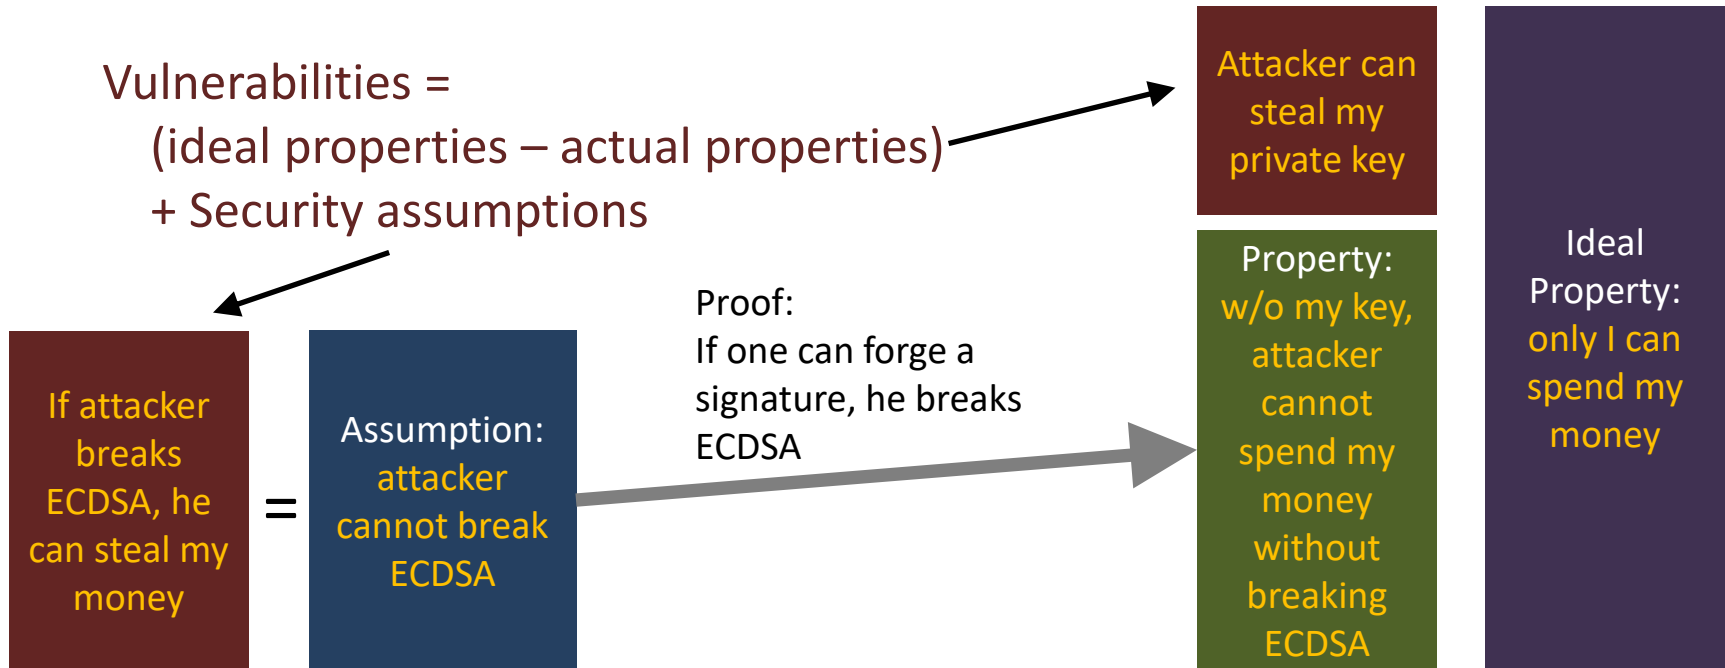 Vulnerabilities =
(ideal properties – actual properties)
+ Security assumptions
If attacker
breaks
ECDSA, he
can steal my
money
=
Assumption:
attacker
cannot break
ECDSA
Proof:
If one can forge a
signature, he breaks
ECDSA
Attacker can
steal my
private key
Property:
w/o my key,
attacker
cannot
spend my
money
without
breaking
ECDSA
Ideal
Property:
only I can
spend my
money